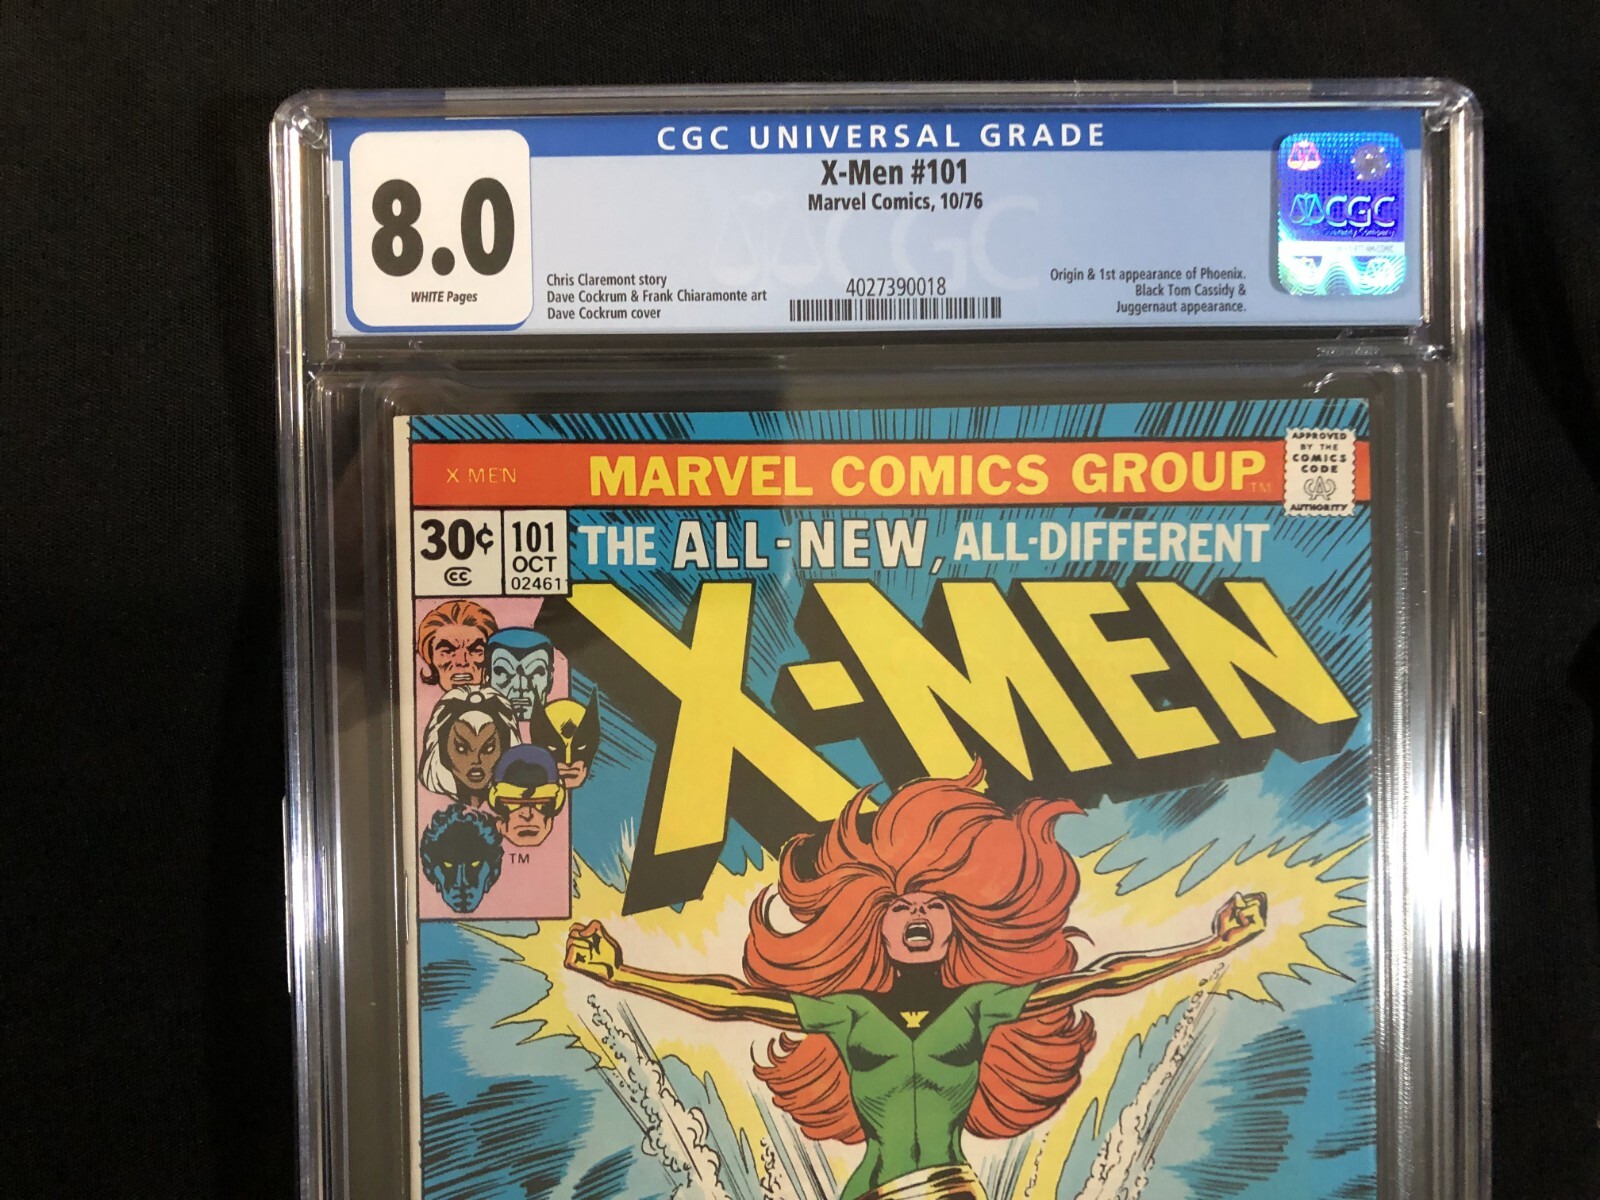 CGC UNIVERSAL GRADE
8.0
WHITE Pages
X-Men #101
Marvel Comics, 10/76
Chris Claremont story
Dave Cockrum & Frank Chiaramonte art
Dave Cockrum cover
4027390018
Origin & 1st appearance of Phoenix.
Black Tom Cassidy &
Juggernaut appearance.
CGC
CGC
X MEN
MARVEL COMICS GROUP TM
APPROVED
BY THE
COMICS
CODE
CA
AUTHORITY
30¢
CC
101
OCT
02461
THE ALL-NEW, ALL-DIFFERENT
X-MEN
TM